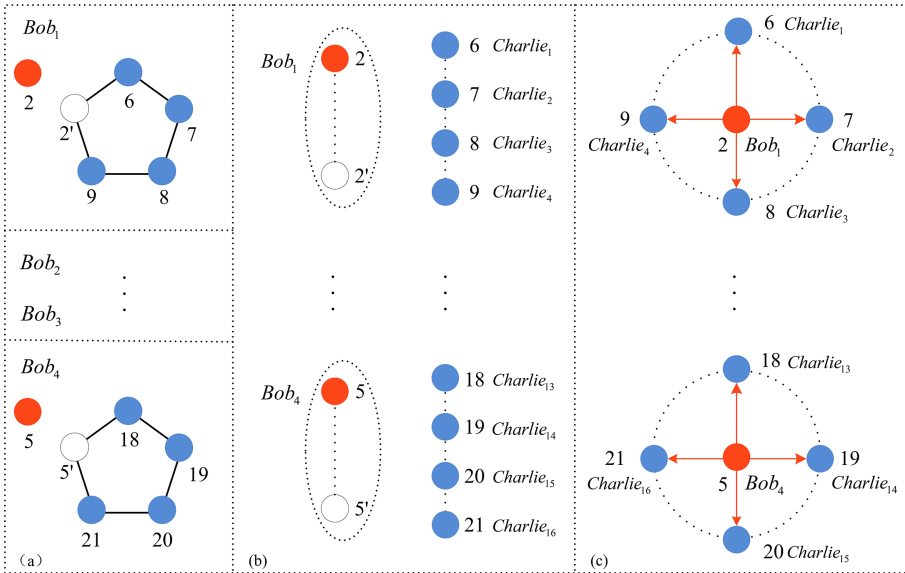 Bob₁
2
2'
6
7
9
8
Bob₂
Bob₃
Bob₄
5
5'
18
19
21
20
（a）
Bob₁
2
2'
6 Charlie₁
7 Charlie₂
8 Charlie₃
9 Charlie₄
Bob₄
5
5'
18 Charlie₁₃
19 Charlie₁₄
20 Charlie₁₅
21 Charlie₁₆
(b)
6 Charlie₁
9
Charlie₄
2 Bob₁
7
Charlie₂
8 Charlie₃
18 Charlie₁₃
21
Charlie₁₆
5 Bob₄
19
Charlie₁₄
20 Charlie₁₅
(c)